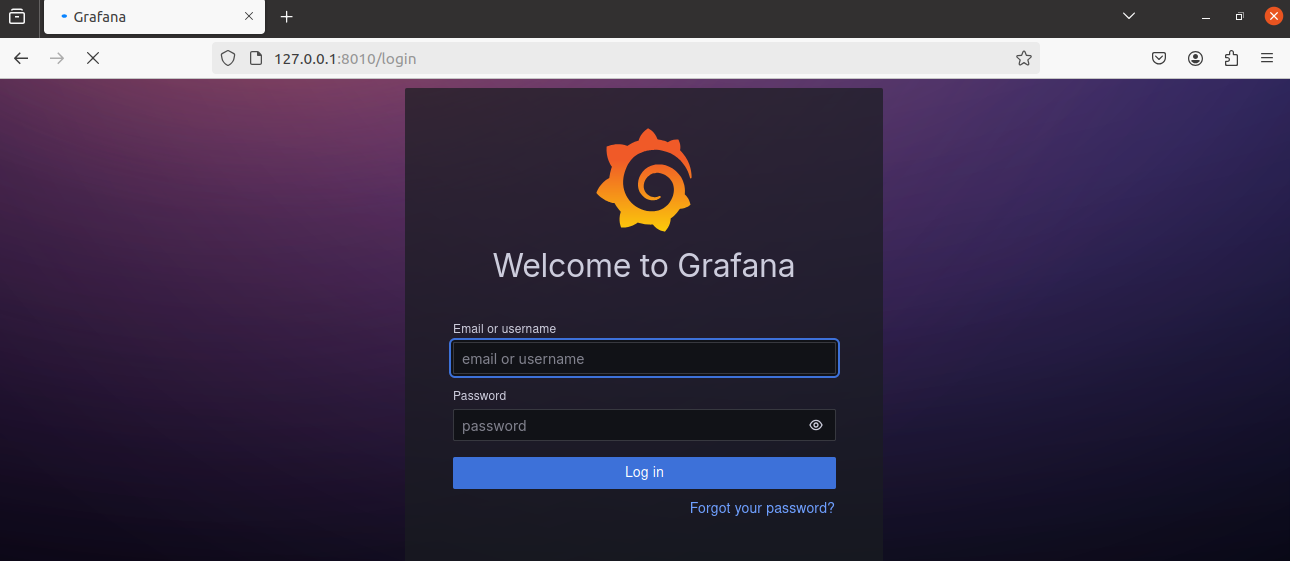 Grafana
127.0.0.1:8010/login
Welcome to Grafana
Email or username
email or username
Password
password
Log in
Forgot your password?